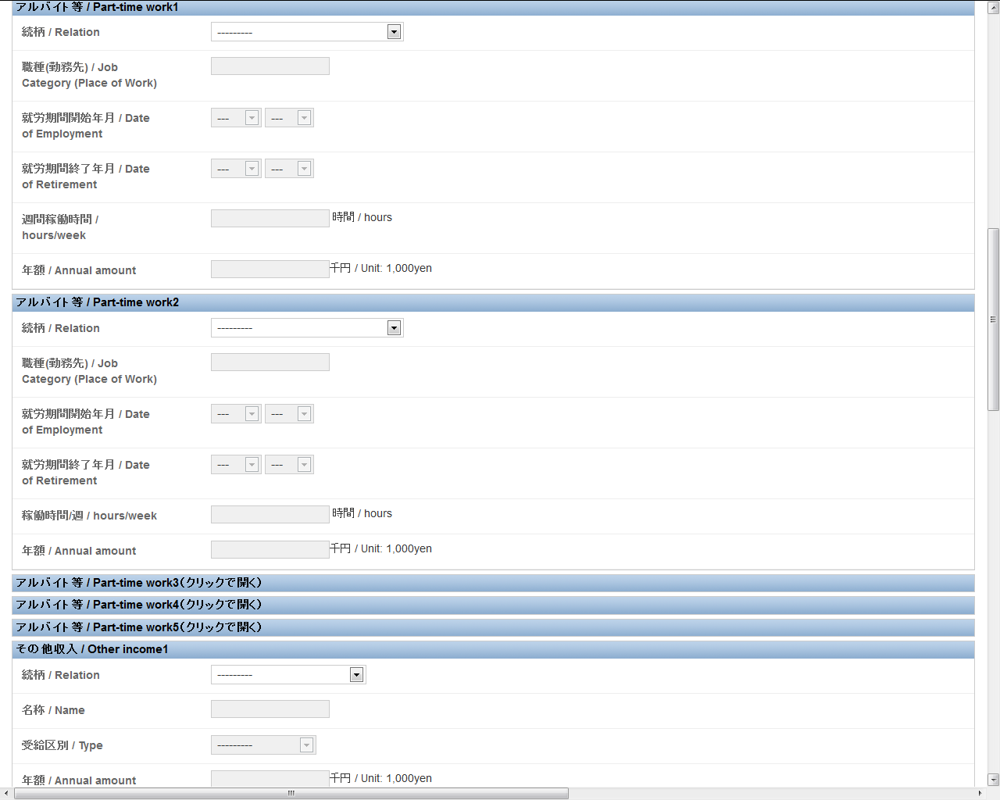 アルバイト等 / Part-time work1
続柄 / Relation
---------
職種(勤務先) / Job
Category (Place of Work)
就労期間開始年月 / Date
of Employment
--- ---
就労期間終了年月 / Date
of Retirement
--- ---
週間稼働時間 /
hours/week
時間 / hours
年額 / Annual amount
千円 / Unit: 1,000yen
アルバイト等 / Part-time work2
続柄 / Relation
---------
職種(勤務先) / Job
Category (Place of Work)
就労期間開始年月 / Date
of Employment
--- ---
就労期間終了年月 / Date
of Retirement
--- ---
稼働時間/週 / hours/week
時間 / hours
年額 / Annual amount
千円 / Unit: 1,000yen
アルバイト等 / Part-time work3(クリックで開く)
アルバイト等 / Part-time work4(クリックで開く)
アルバイト等 / Part-time work5(クリックで開く)
その他収入 / Other income1
続柄 / Relation
---------
名称 / Name
受給区別 / Type
---------
年額 / Annual amount
千円 / Unit: 1,000yen